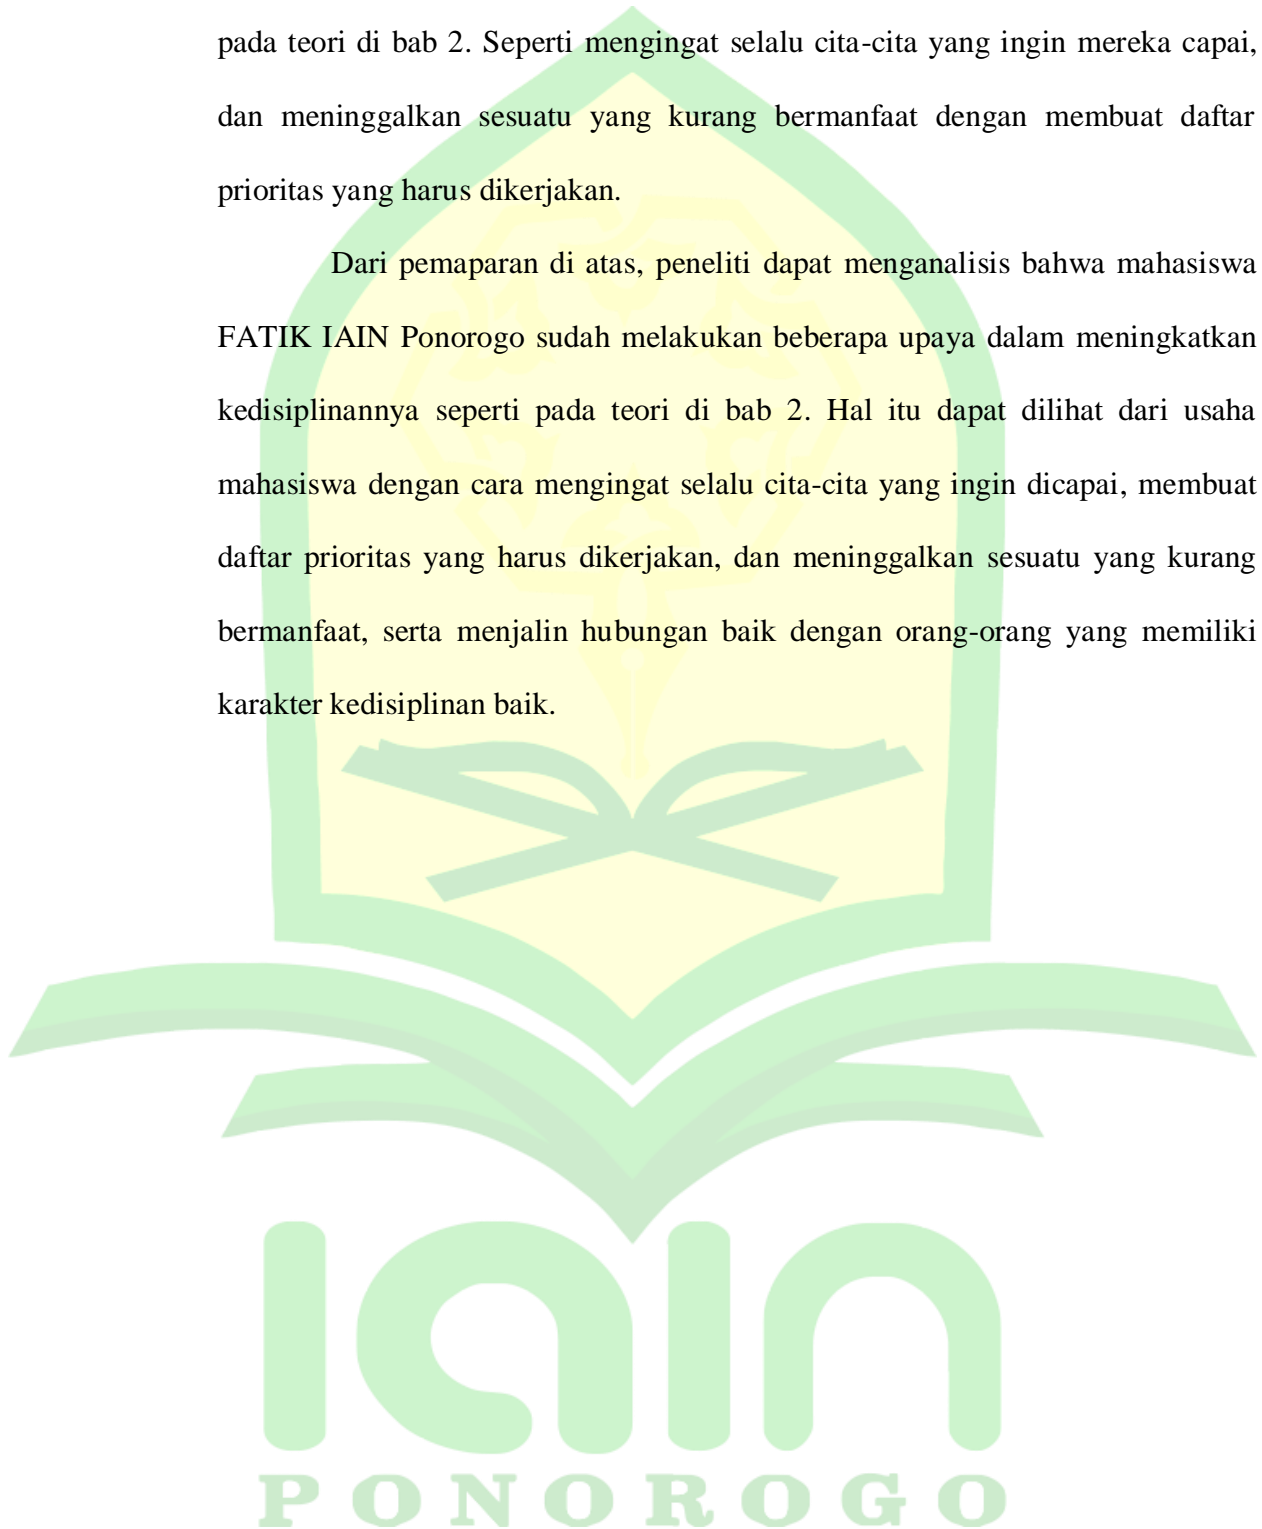 pada teori di bab 2. Seperti mengingat selalu cita-cita yang ingin mereka capai,
dan meninggalkan sesuatu yang kurang bermanfaat dengan membuat daftar
prioritas yang harus dikerjakan.
Dari pemaparan di atas, peneliti dapat menganalisis bahwa mahasiswa
FATIK IAIN Ponorogo sudah melakukan beberapa upaya dalam meningkatkan
kedisiplinannya seperti pada teori di bab 2. Hal itu dapat dilihat dari usaha
mahasiswa dengan cara mengingat selalu cita-cita yang ingin dicapai, membuat
daftar prioritas yang harus dikerjakan, dan meninggalkan sesuatu yang kurang
bermanfaat, serta menjalin hubungan baik dengan orang-orang yang memiliki
karakter kedisiplinan baik.
iain
PONOROGO